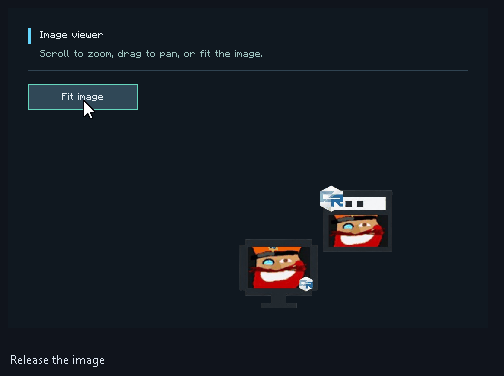 Image viewer
Scroll to zoom, drag to pan, or fit the image.
Fit image
Release the image